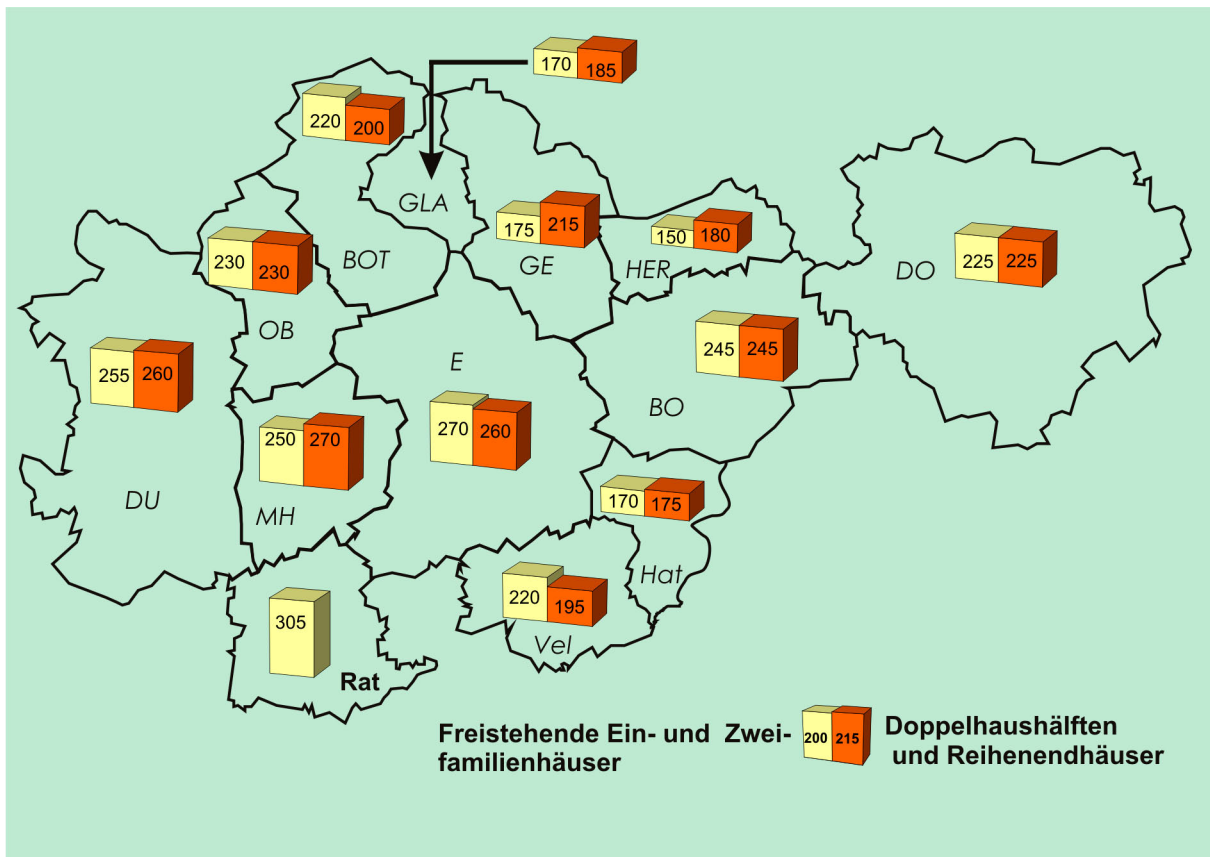 170 185
220 200
GLA
175 215
150 180
230 230
BOT
GE
HER
DO
225 225
OB
255 260
E
245 245
250 270
270 260
BO
DU
MH
170 175
Hat
220 195
305
Vel
Rat
Freistehende Ein- und Zwei-
familienhäuser
200 215
Doppelhaushälften
und Reihenendhäuser